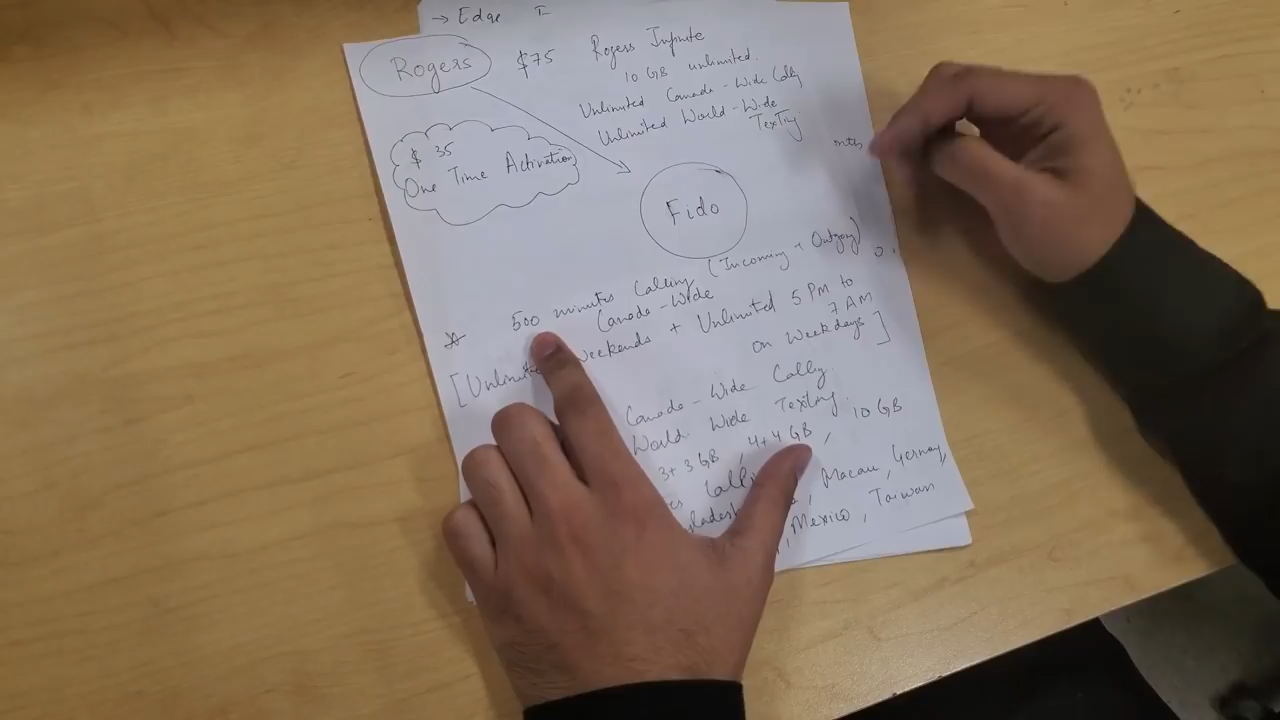 → Edge
Rogers $75 Rogers Infinite
10 GB unlimited.
Unlimited Canada-Wide Calling
Unlimited World-Wide
Texting
$35
One Time Activation
Fido
500 minutes Calling (Incoming + Outgoing)
Canada-Wide
[Unlimited Weekends + Unlimited 5 PM to
7 AM
on Weekdays]
Canada-Wide Calling.
World Wide Texting.
3+3 GB, 4+4 GB, 10 GB
Macau, Germany,
, Mexico, Taiwan